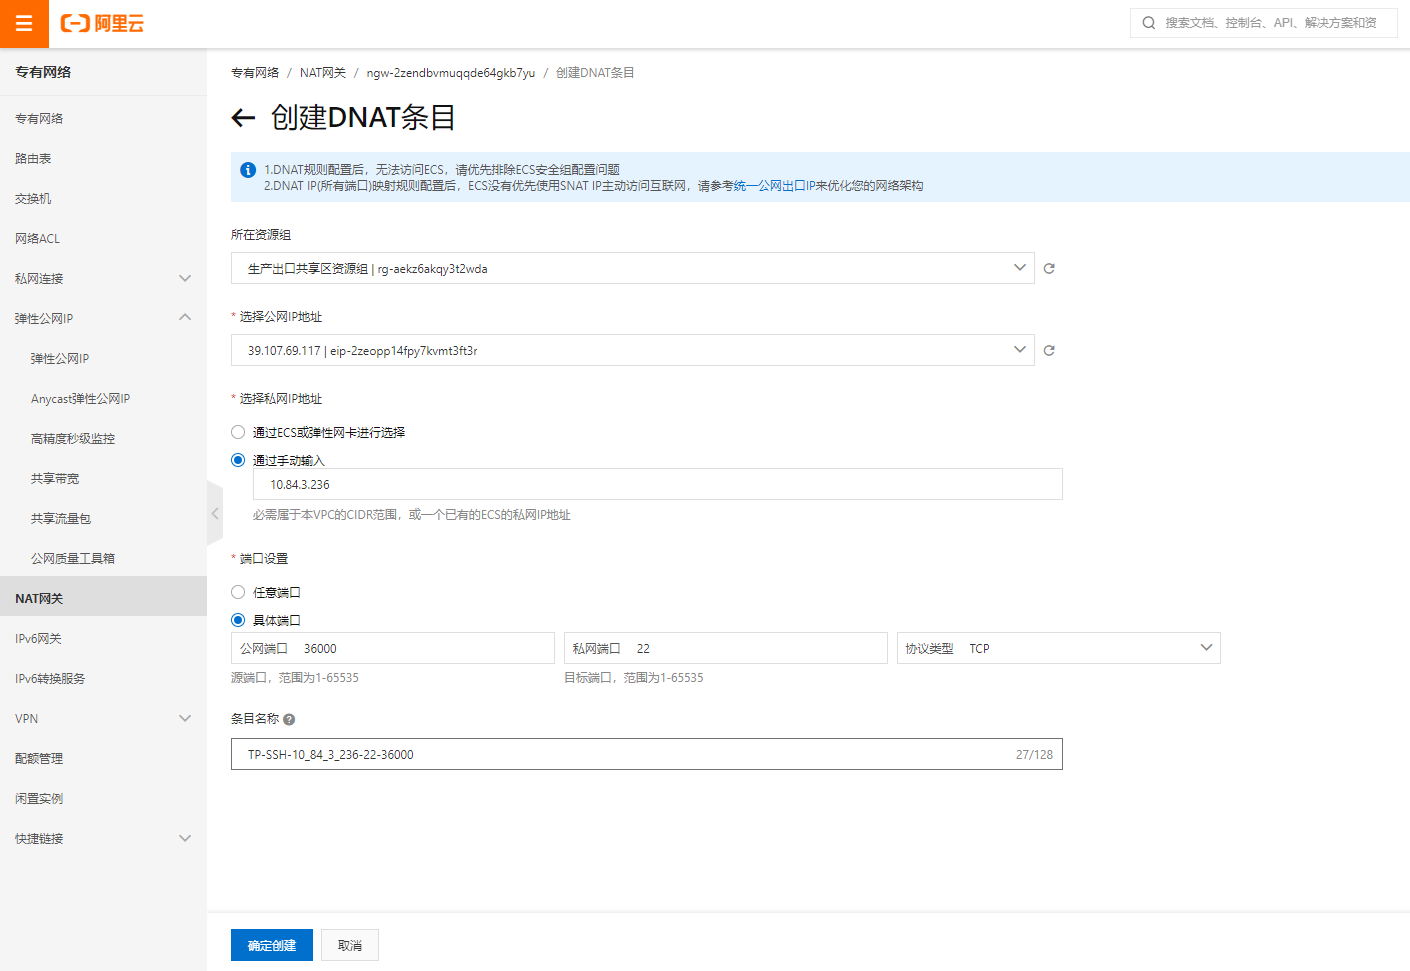 阿里云
搜索文档、控制台、API、解决方案和资
专有网络
专有网络
路由表
交换机
网络ACL
私网连接
弹性公网IP
弹性公网IP
Anycast弹性公网IP
高精度秒级监控
共享带宽
共享流量包
公网质量工具箱
NAT网关
IPv6网关
IPv6转换服务
VPN
配额管理
闲置实例
快捷链接
专有网络 / NAT网关 / ngw-2zendbvmuqqde64gkb7yu / 创建DNAT条目
创建DNAT条目
1.DNAT规则配置后，无法访问ECS，请优先排除ECS安全组配置问题
2.DNAT IP(所有端口)映射规则配置后，ECS没有优先使用SNAT IP主动访问互联网，请参考统一公网出口IP来优化您的网络架构
所在资源组
生产出口共享区资源组 | rg-aekz6akqy3t2wda
* 选择公网IP地址
39.107.69.117 | eip-2zeopp14fpy7kvmt3ft3r
* 选择私网IP地址
通过ECS或弹性网卡进行选择
通过手动输入
10.84.3.236
必需属于本VPC的CIDR范围，或一个已有的ECS的私网IP地址
* 端口设置
任意端口
具体端口
公网端口 36000 私网端口 22 协议类型 TCP
源端口，范围为1-65535 目标端口，范围为1-65535
条目名称
TP-SSH-10_84_3_236-22-36000 27/128
确定创建 取消